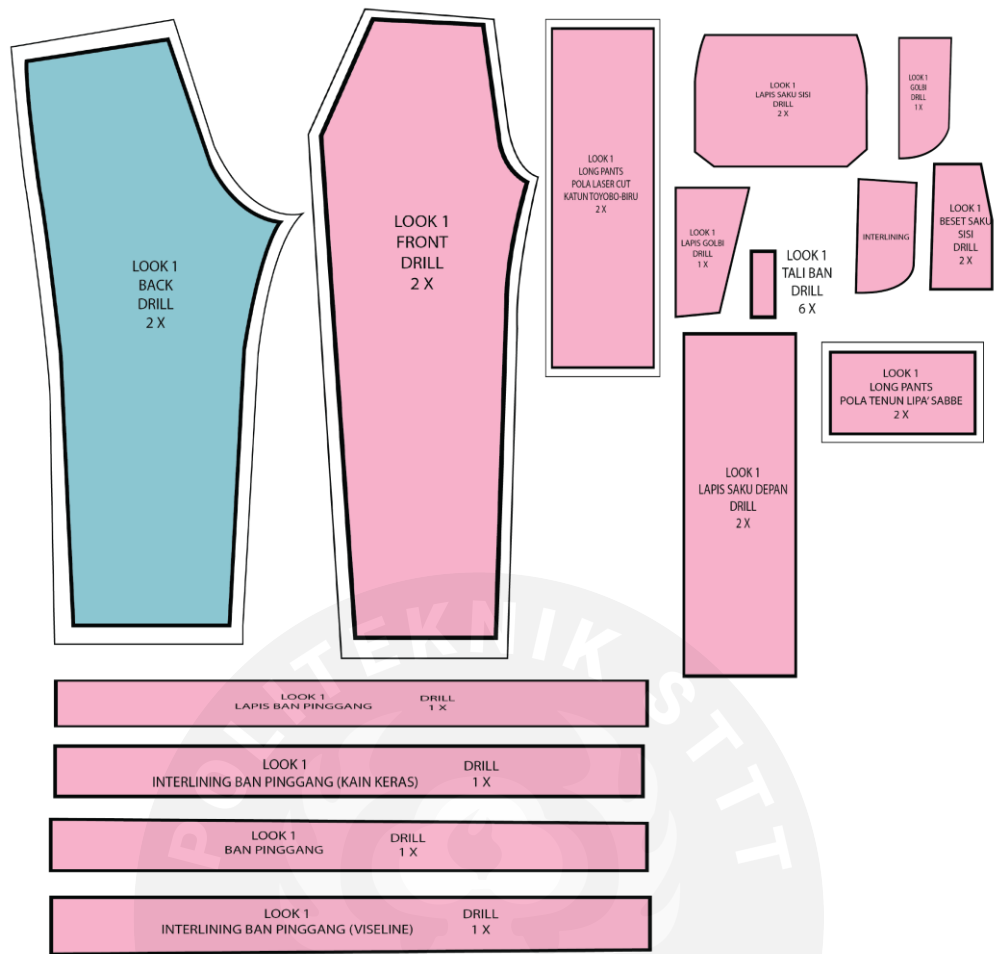 LOOK 1
BACK
DRILL
2 X
LOOK 1
FRONT
DRILL
2 X
LOOK 1
LONG PANTS
POLA LASER CUT
KATUN TOYOBO-BIRU
2 X
LOOK 1
LAPIS SAKU SISI
DRILL
2 X
LOOK 1
GOLBI
DRILL
1 X
LOOK 1
LAPIS GOLBI
DRILL
1 X
LOOK 1
TALI BAN
DRILL
6 X
INTERLINING
LOOK 1
BESET SAKU
SISI
DRILL
2 X
LOOK 1
LONG PANTS
POLA TENUN LIPA' SABBE
2 X
LOOK 1
LAPIS SAKU DEPAN
DRILL
2 X
LOOK 1 DRILL
LAPIS BAN PINGGANG 1 X
LOOK 1 DRILL
INTERLINING BAN PINGGANG (KAIN KERAS) 1 X
LOOK 1 DRILL
BAN PINGGANG 1 X
LOOK 1 DRILL
INTERLINING BAN PINGGANG (VISELINE) 1 X
POLITEKNIK STTT